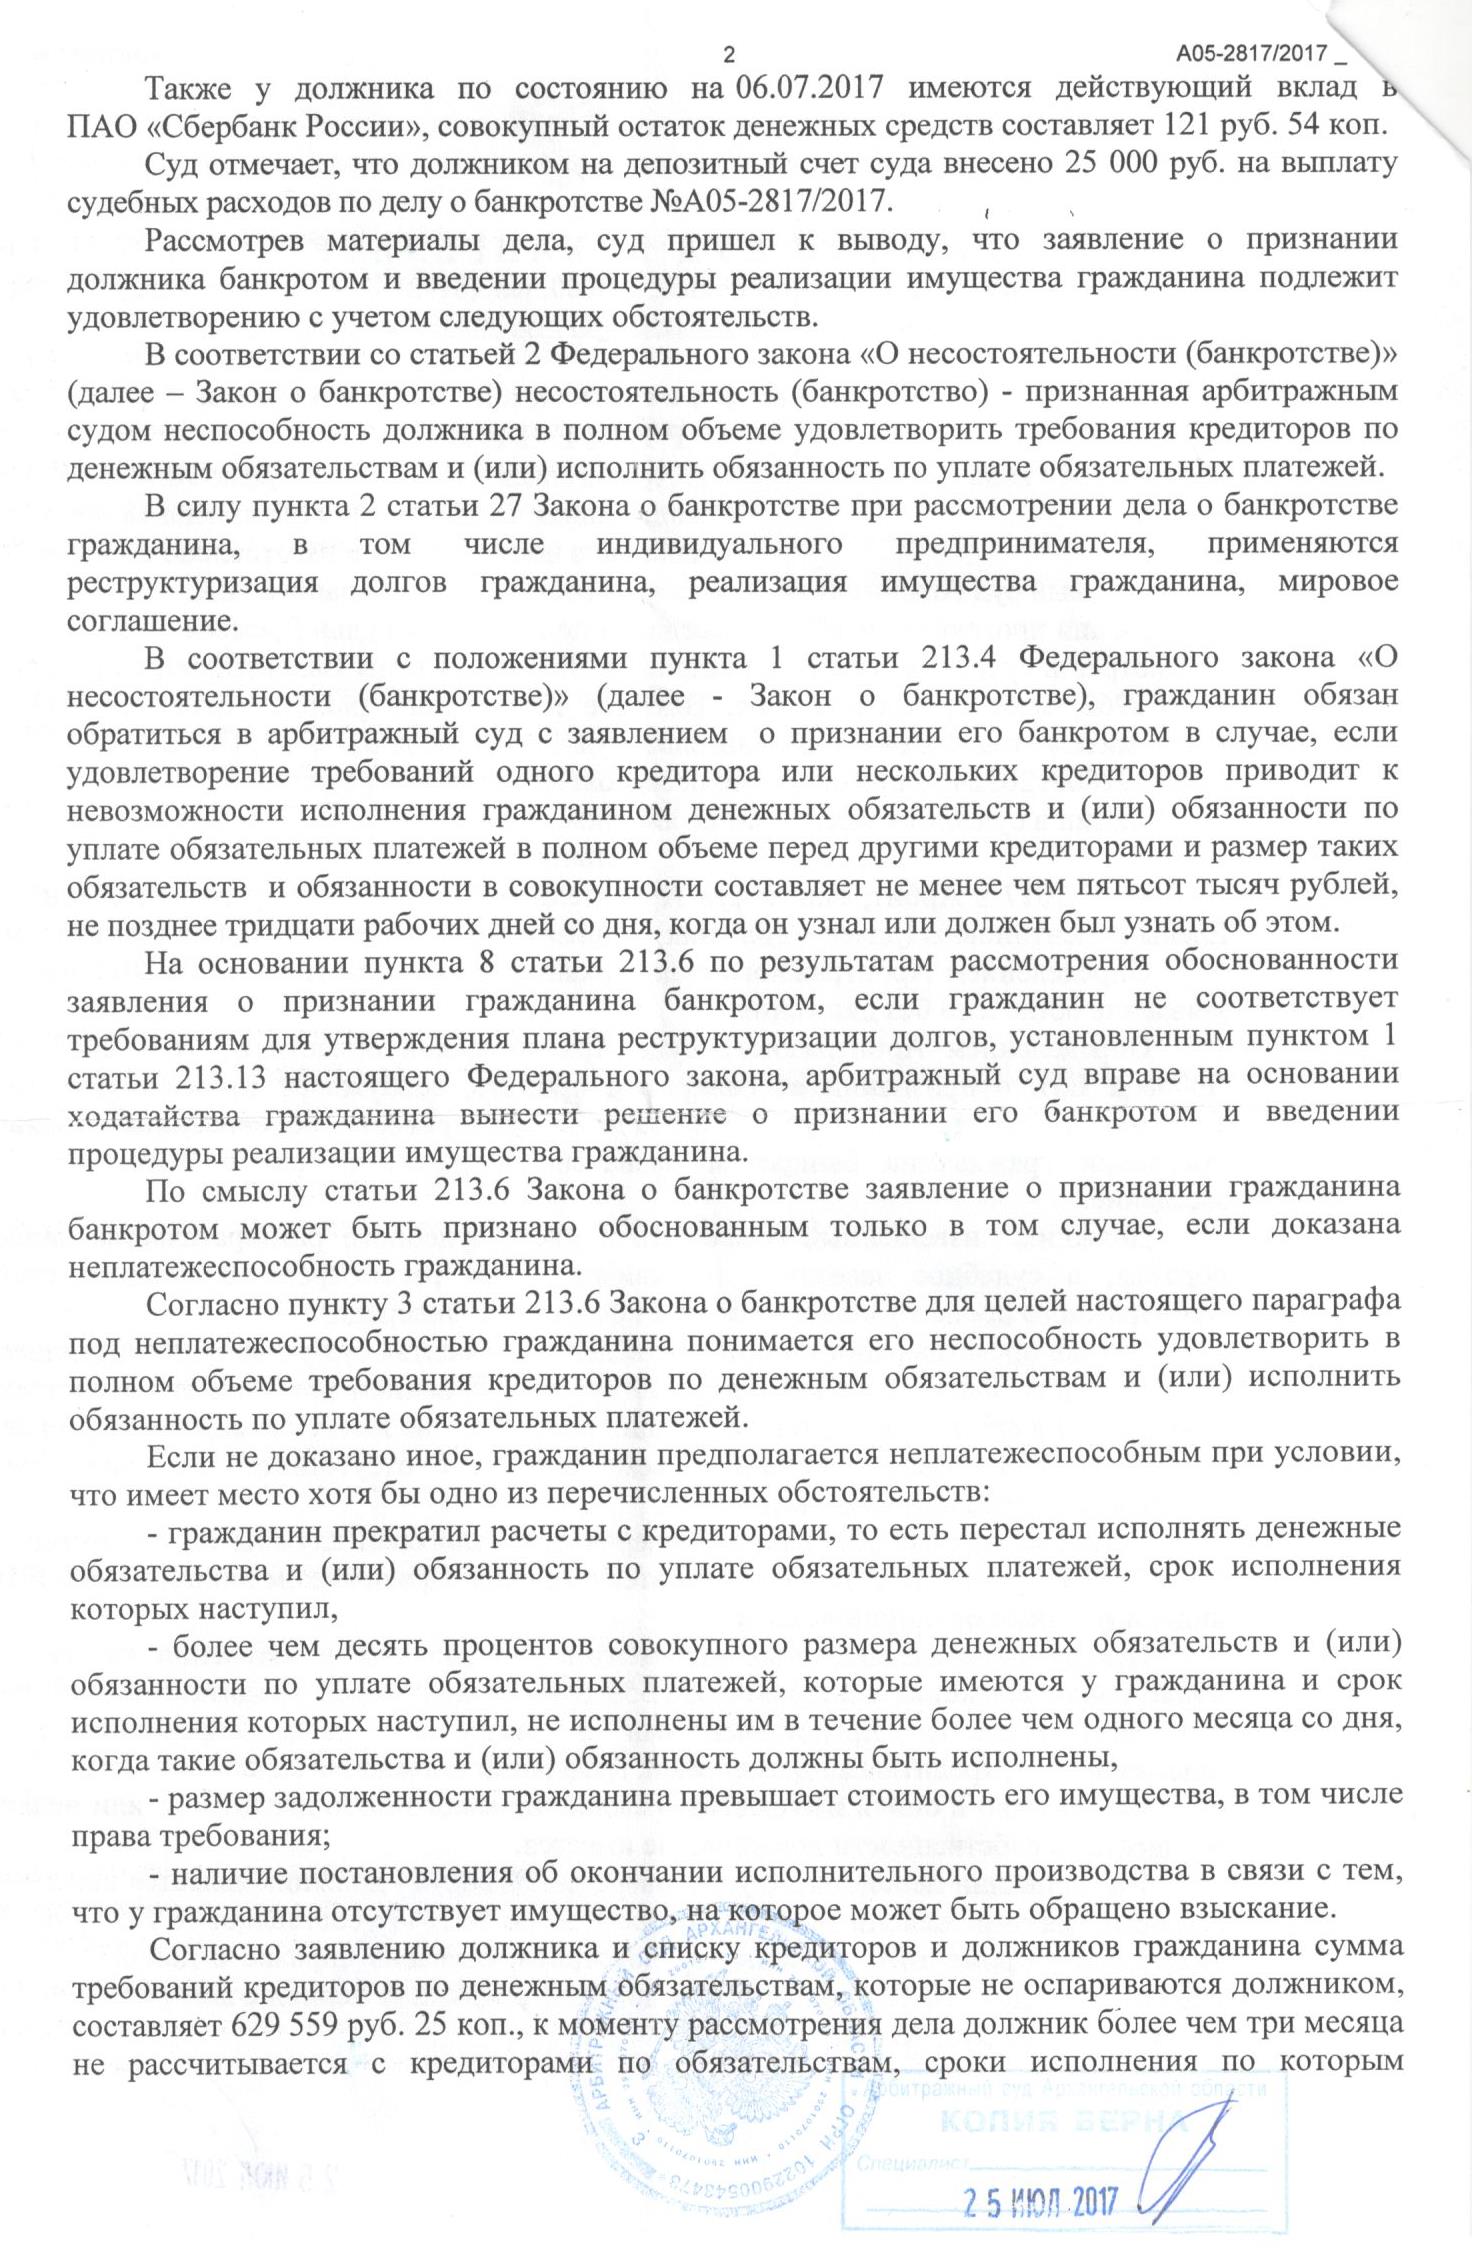 2
А05-2817/2017 _
Также у должника по состоянию на 06.07.2017 имеются действующий вклад в
ПАО «Сбербанк России», совокупный остаток денежных средств составляет 121 руб. 54 коп.
Суд отмечает, что должником на депозитный счет суда внесено 25 000 руб. на выплату
судебных расходов по делу о банкротстве №А05-2817/2017.
Рассмотрев материалы дела, суд пришел к выводу, что заявление о признании
должника банкротом и введении процедуры реализации имущества гражданина подлежит
удовлетворению с учетом следующих обстоятельств.
В соответствии со статьей 2 Федерального закона «О несостоятельности (банкротстве)»
(далее – Закон о банкротстве) несостоятельность (банкротство) - признанная арбитражным
судом неспособность должника в полном объеме удовлетворить требования кредиторов по
денежным обязательствам и (или) исполнить обязанность по уплате обязательных платежей.
В силу пункта 2 статьи 27 Закона о банкротстве при рассмотрении дела о банкротстве
гражданина, в том числе индивидуального предпринимателя, применяются
реструктуризация долгов гражданина, реализация имущества гражданина, мировое
соглашение.
В соответствии с положениями пункта 1 статьи 213.4 Федерального закона «О
несостоятельности (банкротстве)» (далее - Закон о банкротстве), гражданин обязан
обратиться в арбитражный суд с заявлением о признании его банкротом в случае, если
удовлетворение требований одного кредитора или нескольких кредиторов приводит к
невозможности исполнения гражданином денежных обязательств и (или) обязанности по
уплате обязательных платежей в полном объеме перед другими кредиторами и размер таких
обязательств и обязанности в совокупности составляет не менее чем пятьсот тысяч рублей,
не позднее тридцати рабочих дней со дня, когда он узнал или должен был узнать об этом.
На основании пункта 8 статьи 213.6 по результатам рассмотрения обоснованности
заявления о признании гражданина банкротом, если гражданин не соответствует
требованиям для утверждения плана реструктуризации долгов, установленным пунктом 1
статьи 213.13 настоящего Федерального закона, арбитражный суд вправе на основании
ходатайства гражданина вынести решение о признании его банкротом и введении
процедуры реализации имущества гражданина.
По смыслу статьи 213.6 Закона о банкротстве заявление о признании гражданина
банкротом может быть признано обоснованным только в том случае, если доказана
неплатежеспособность гражданина.
Согласно пункту 3 статьи 213.6 Закона о банкротстве для целей настоящего параграфа
под неплатежеспособностью гражданина понимается его неспособность удовлетворить в
полном объеме требования кредиторов по денежным обязательствам и (или) исполнить
обязанность по уплате обязательных платежей.
Если не доказано иное, гражданин предполагается неплатежеспособным при условии,
что имеет место хотя бы одно из перечисленных обстоятельств:
- гражданин прекратил расчеты с кредиторами, то есть перестал исполнять денежные
обязательства и (или) обязанность по уплате обязательных платежей, срок исполнения
которых наступил,
- более чем десять процентов совокупного размера денежных обязательств и (или)
обязанности по уплате обязательных платежей, которые имеются у гражданина и срок
исполнения которых наступил, не исполнены им в течение более чем одного месяца со дня,
когда такие обязательства и (или) обязанность должны быть исполнены,
- размер задолженности гражданина превышает стоимость его имущества, в том числе
права требования;
- наличие постановления об окончании исполнительного производства в связи с тем,
что у гражданина отсутствует имущество, на которое может быть обращено взыскание.
Согласно заявлению должника и списку кредиторов и должников гражданина сумма
требований кредиторов по денежным обязательствам, которые не оспариваются должником,
составляет 629 559 руб. 25 коп., к моменту рассмотрения дела должник более чем три месяца
не рассчитывается с кредиторами по обязательствам, сроки исполнения по которым
АРБИТРАЖНЫЙ СУД АРХАНГЕЛЬСКОЙ ОБЛАСТИ * ОГРН 1022900543473
ИНН 2901070110
Арбитражный суд Архангельской области
КОПИЯ ВЕРНА
Специалист
25 ИЮЛ 2017